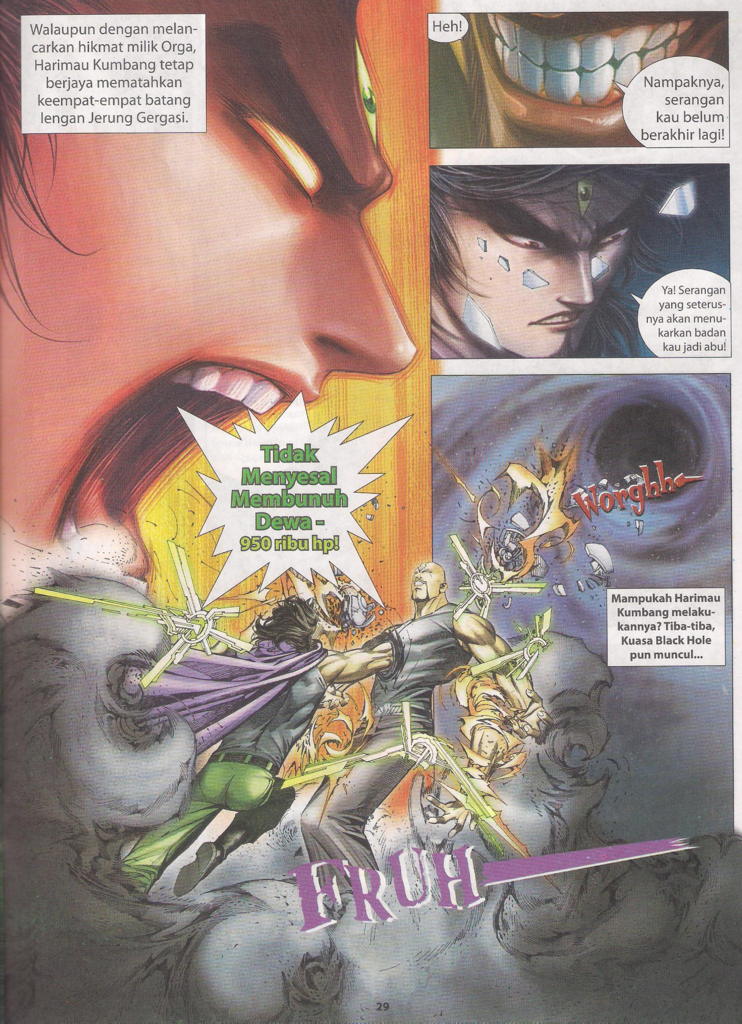 Walaupun dengan melan-
carkan hikmat milik Orga,
Harimau Kumbang tetap
berjaya mematahkan
keempat-empat batang
lengan Jerung Gergasi.
Heh!
Nampaknya,
serangan
kau belum
berakhir lagi!
Ya! Serangan
yang seterus-
nya akan menu-
karkan badan
kau jadi abu!
Tidak
Menyesal
Membunuh
Dewa -
950 ribu hp!
Worghh
Mampukah Harimau
Kumbang melaku-
kannya? Tiba-tiba,
Kuasa Black Hole
pun muncul...
FRUH
29